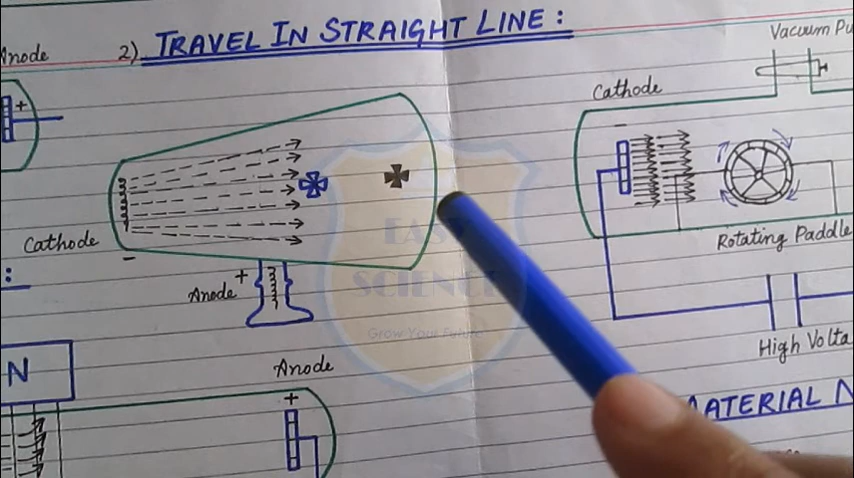 Anode
2) TRAVEL IN STRAIGHT LINE :
Vacuum Pu
Cathode
+
-
Cathode
-
+
Anode
Rotating Paddle
:
EASY
SCIENCE
Grow Your Future
High Volta
N
Anode
+
MATERIAL N